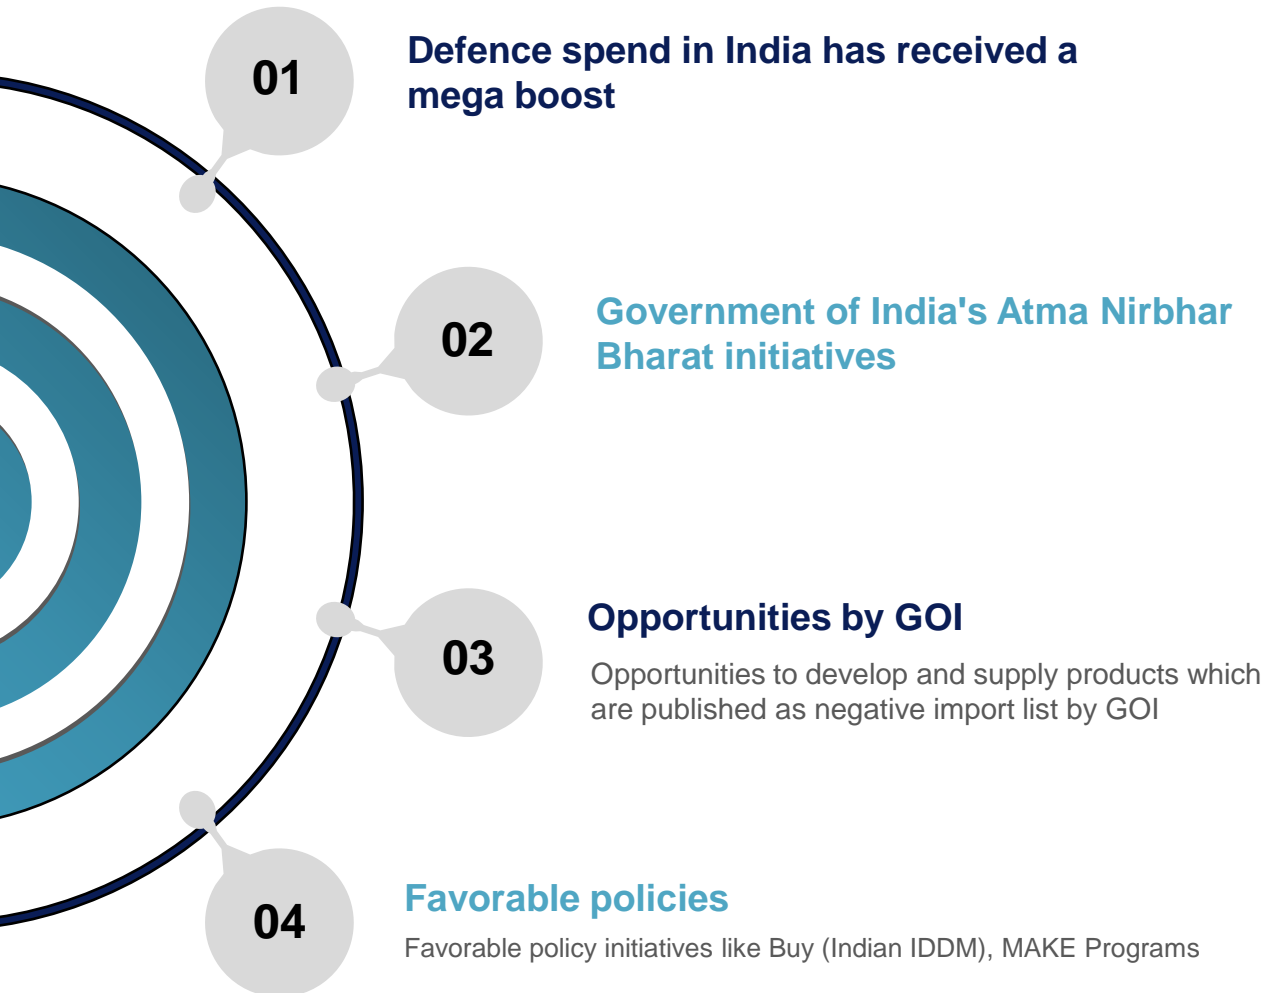 01
Defence spend in India has received a
mega boost
02
Government of India's Atma Nirbhar
Bharat initiatives
03
Opportunities by GOI
Opportunities to develop and supply products which
are published as negative import list by GOI
04
Favorable policies
Favorable policy initiatives like Buy (Indian IDDM), MAKE Programs